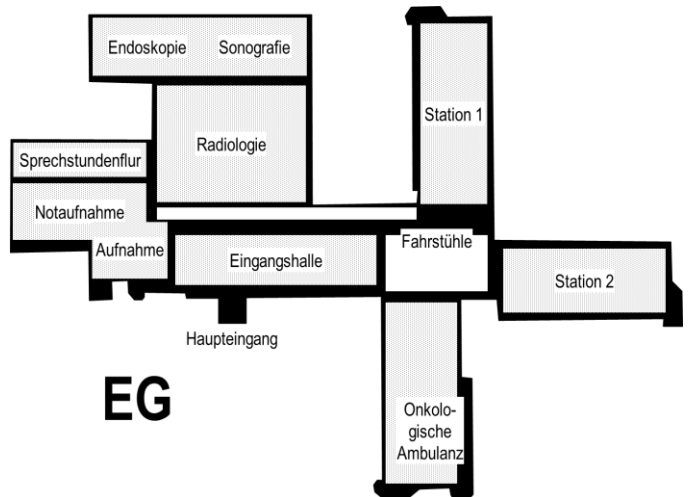 Endoskopie Sonografie
Station 1
Radiologie
Sprechstundenflur
Notaufnahme
Aufnahme
Eingangshalle
Fahrstühle
Station 2
Haupteingang
EG
Onkolo-
gische
Ambulanz